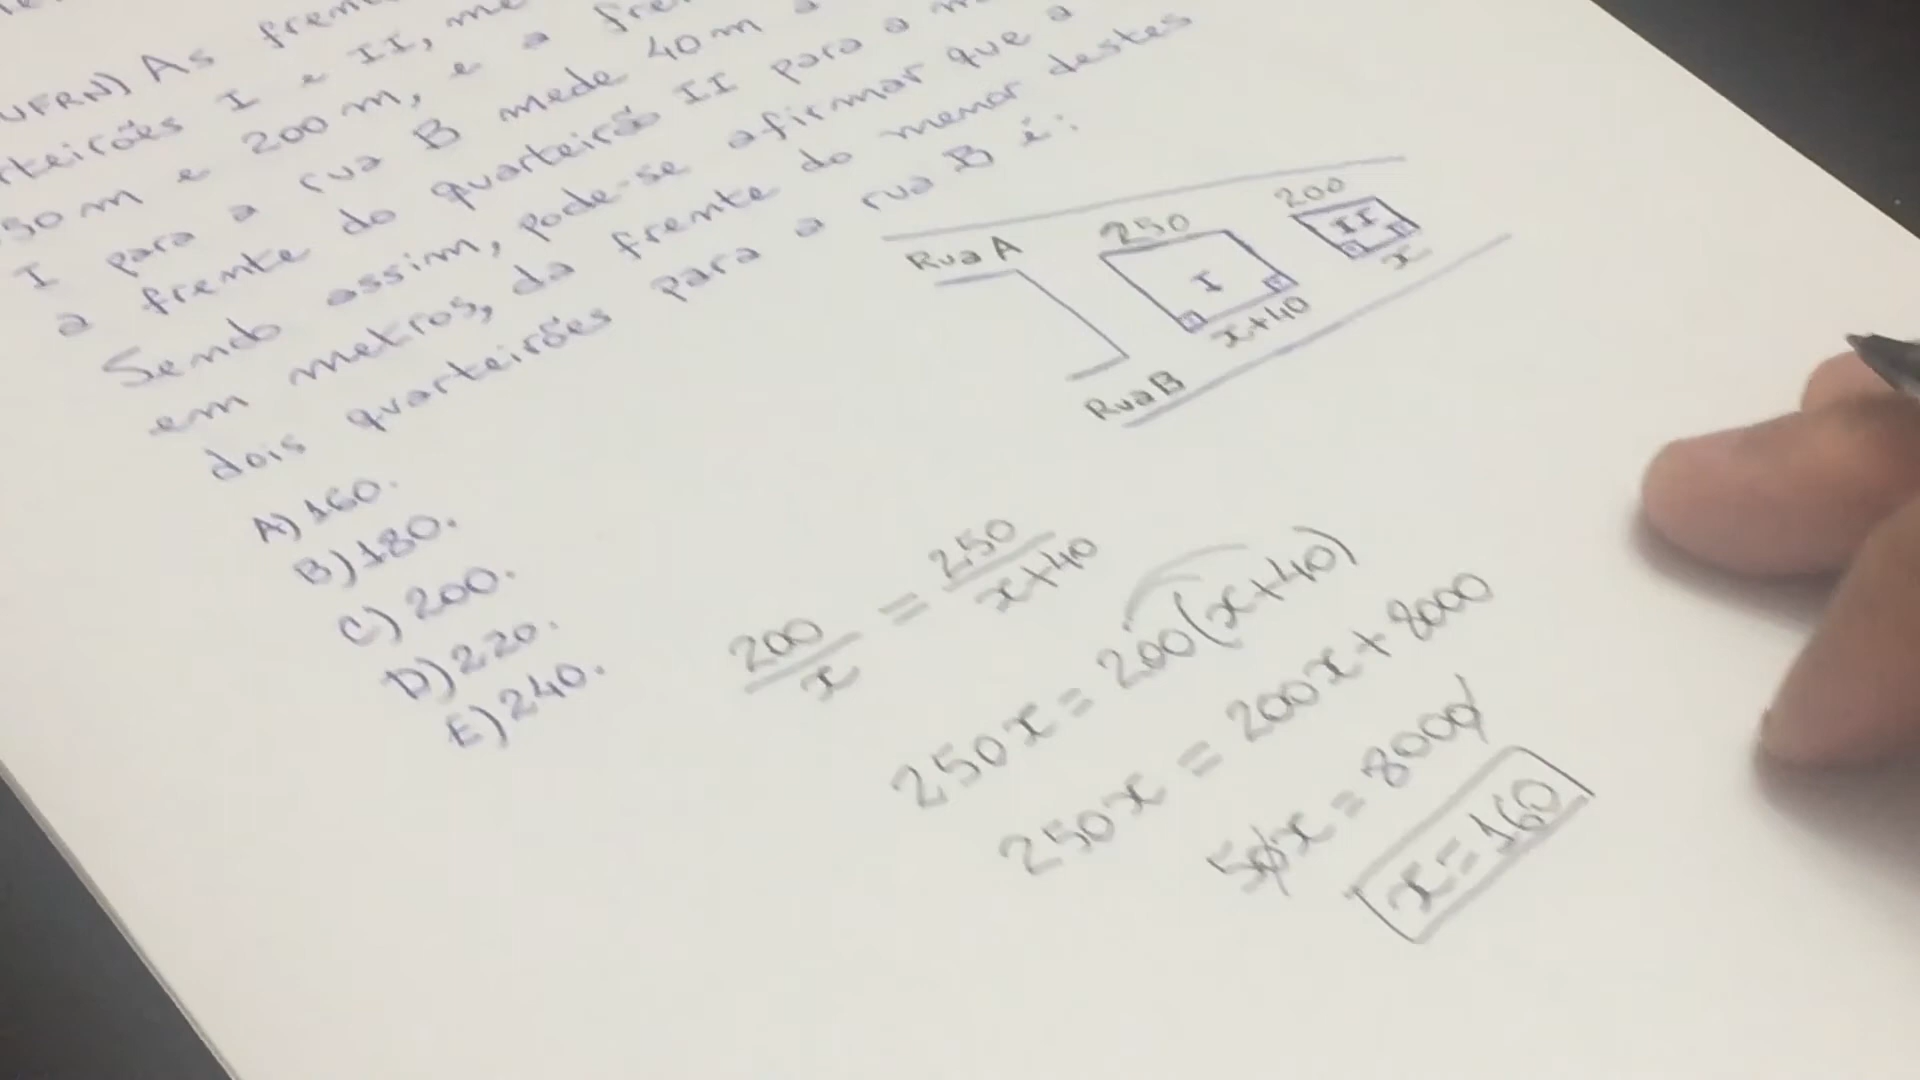 UFRN) As
I e II,
50 m e 200 m, e a
I para a rua B mede 40 m
a frente do quarteirão II para a
Sendo assim, pode-se afirmar que a
em metros, da frente do menor destes
dois quarteirões para a rua B é:
A) 160.
B) 180.
C) 200.
D) 220.
E) 240.
Rua A
250
I
x+40
200
II
x
Rua B
200/x = 250/x+40
250x = 200(x+40)
250x = 200x + 8000
50x = 8000
x = 160